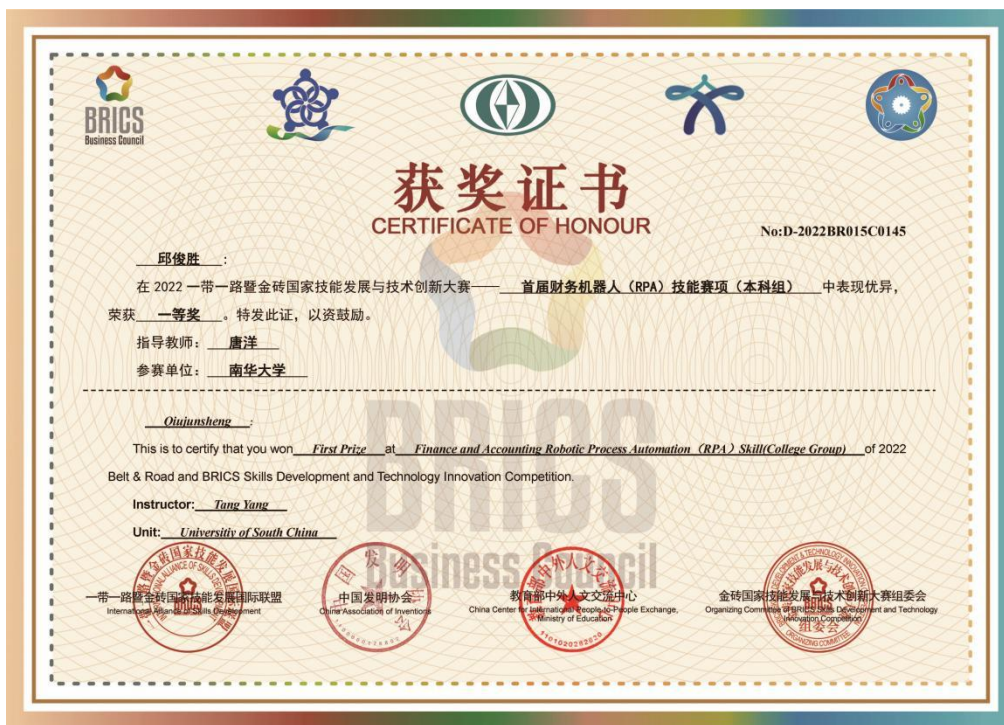 BRICS
Business Council
获奖证书
CERTIFICATE OF HONOUR
No:D-2022BR015C0145
邱俊胜：
在 2022 一带一路暨金砖国家技能发展与技术创新大赛—— 首届财务机器人（RPA）技能赛项（本科组） 中表现优异，
荣获 一等奖 。特发此证，以资鼓励。
指导教师： 唐洋
参赛单位： 南华大学
Qiujunsheng :
This is to certify that you won First Prize at Finance and Accounting Robotic Process Automation（RPA）Skill(College Group) of 2022
Belt & Road and BRICS Skills Development and Technology Innovation Competition.
Instructor: Tang Yang
Unit: Universitiy of South China
BRICS
Business Council
一带一路暨金砖国家技能发展国际联盟
International Alliance of Skills Development
中国发明协会
China Association of Inventions
教育部中外人文交流中心
China Center for International People-to-People Exchange,
Ministry of Education
金砖国家技能发展与技术创新大赛组委会
Organizing Committee of BRICS Skills Development and Technology
Innovation Competition
组委会
ORGANIZING COMMITTEE